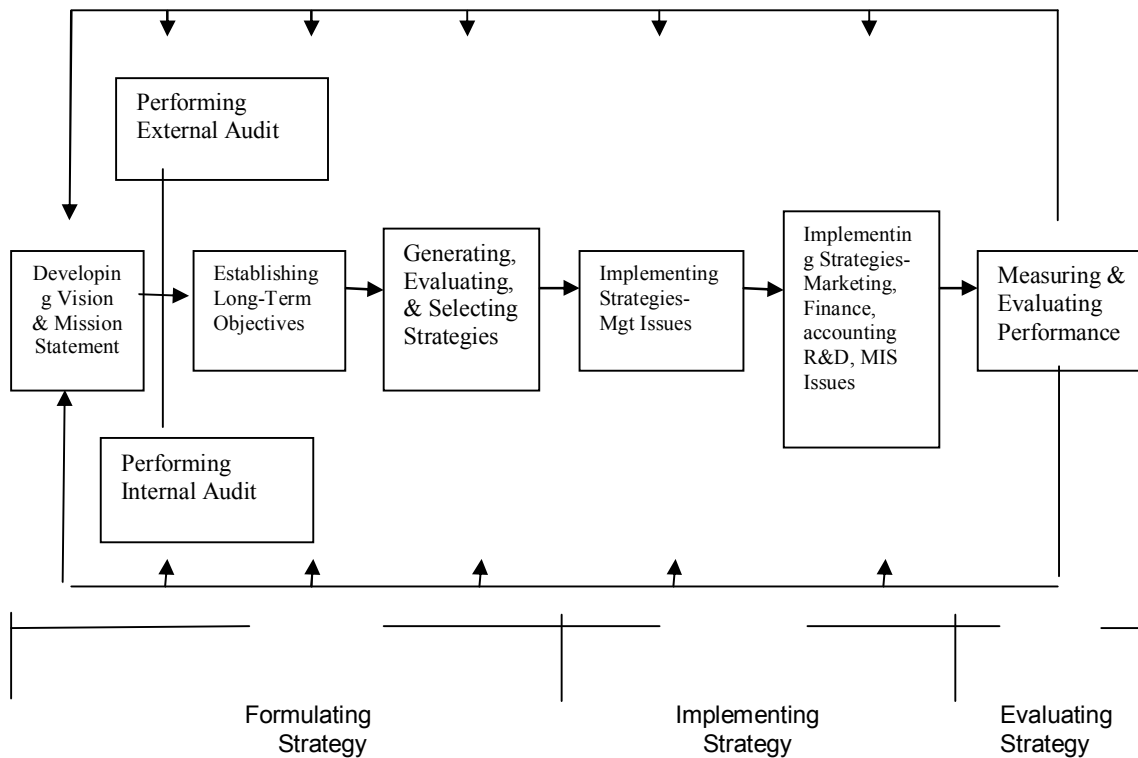 Performing
External Audit
Developin
g Vision
& Mission
Statement
Establishing
Long-Term
Objectives
Generating,
Evaluating,
& Selecting
Strategies
Implementing
Strategies-
Mgt Issues
Implementin
g Strategies-
Marketing,
Finance,
accounting
R&D, MIS
Issues
Measuring &
Evaluating
Performance
Performing
Internal Audit
Formulating
Strategy
Implementing
Strategy
Evaluating
Strategy